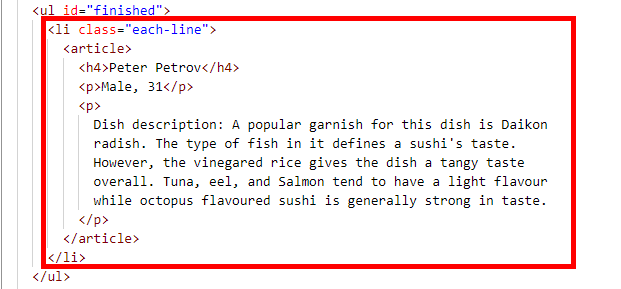 <ul id="finished">
<li class="each-line">
<article>
<h4>Peter Petrov</h4>
<p>Male, 31</p>
<p>
Dish description: A popular garnish for this dish is Daikon
radish. The type of fish in it defines a sushi's taste.
However, the vinegared rice gives the dish a tangy taste
overall. Tuna, eel, and Salmon tend to have a light flavour
while octopus flavoured sushi is generally strong in taste.
</p>
</article>
</li>
</ul>